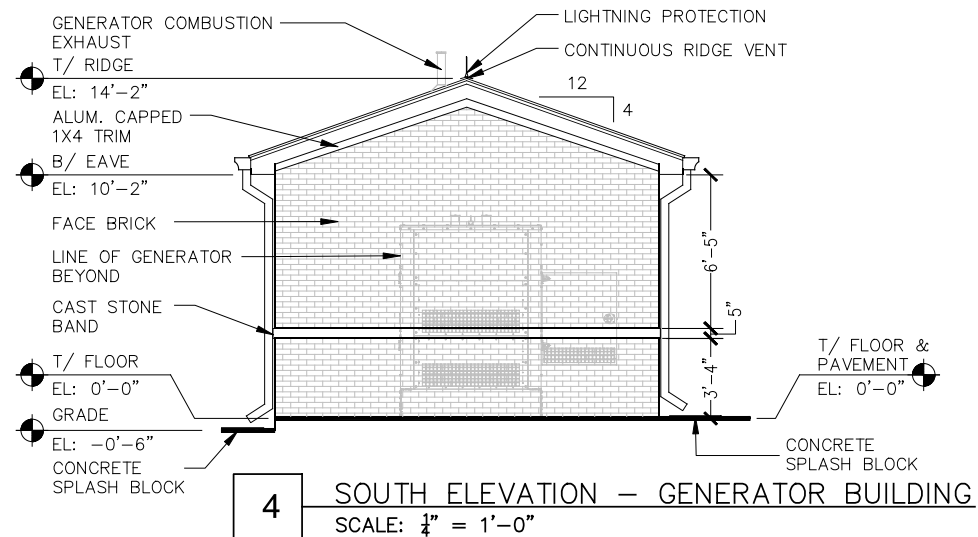 GENERATOR COMBUSTION
EXHAUST
T/ RIDGE
EL: 14'-2"
ALUM. CAPPED
1X4 TRIM
B/ EAVE
EL: 10'-2"
FACE BRICK
LINE OF GENERATOR
BEYOND
CAST STONE
BAND
T/ FLOOR
EL: 0'-0"
GRADE
EL: -0'-6"
CONCRETE
SPLASH BLOCK
LIGHTNING PROTECTION
CONTINUOUS RIDGE VENT
12
4
6'-5"
5"
3'-4"
T/ FLOOR &
PAVEMENT
EL: 0'-0"
CONCRETE
SPLASH BLOCK
4
SOUTH ELEVATION - GENERATOR BUILDING
SCALE: ¼" = 1'-0"